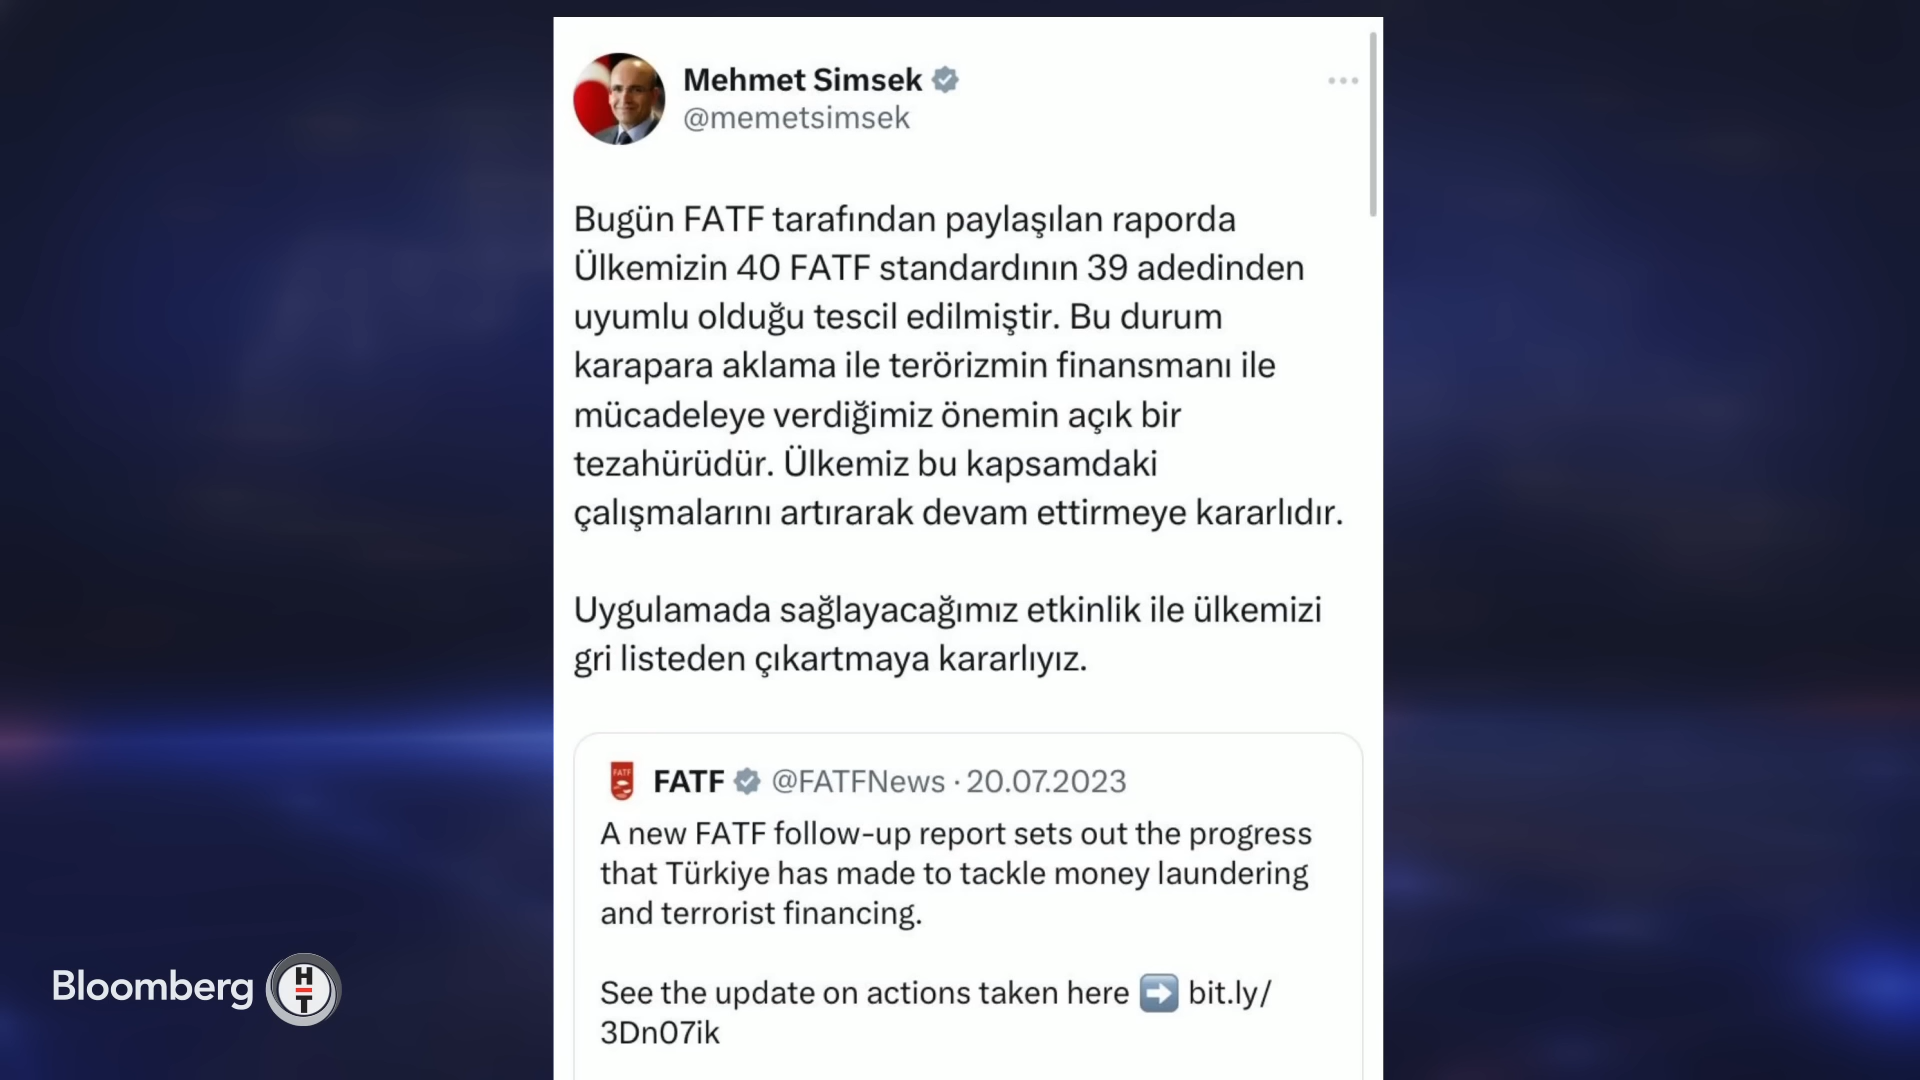 Mehmet Simsek
@memetsimsek
Bugün FATF tarafından paylaşılan raporda
Ülkemizin 40 FATF standardının 39 adedinden
uyumlu olduğu tescil edilmiştir. Bu durum
karapara aklama ile terörizmin finansmanı ile
mücadeleye verdiğimiz önemin açık bir
tezahürüdür. Ülkemiz bu kapsamdaki
çalışmalarını artırarak devam ettirmeye kararlıdır.
Uygulamada sağlayacağımız etkinlik ile ülkemizi
gri listeden çıkartmaya kararlıyız.
FATF
FATF @FATFNews · 20.07.2023
A new FATF follow-up report sets out the progress
that Türkiye has made to tackle money laundering
and terrorist financing.
See the update on actions taken here ➡️ bit.ly/
3Dn07ik
Bloomberg HT